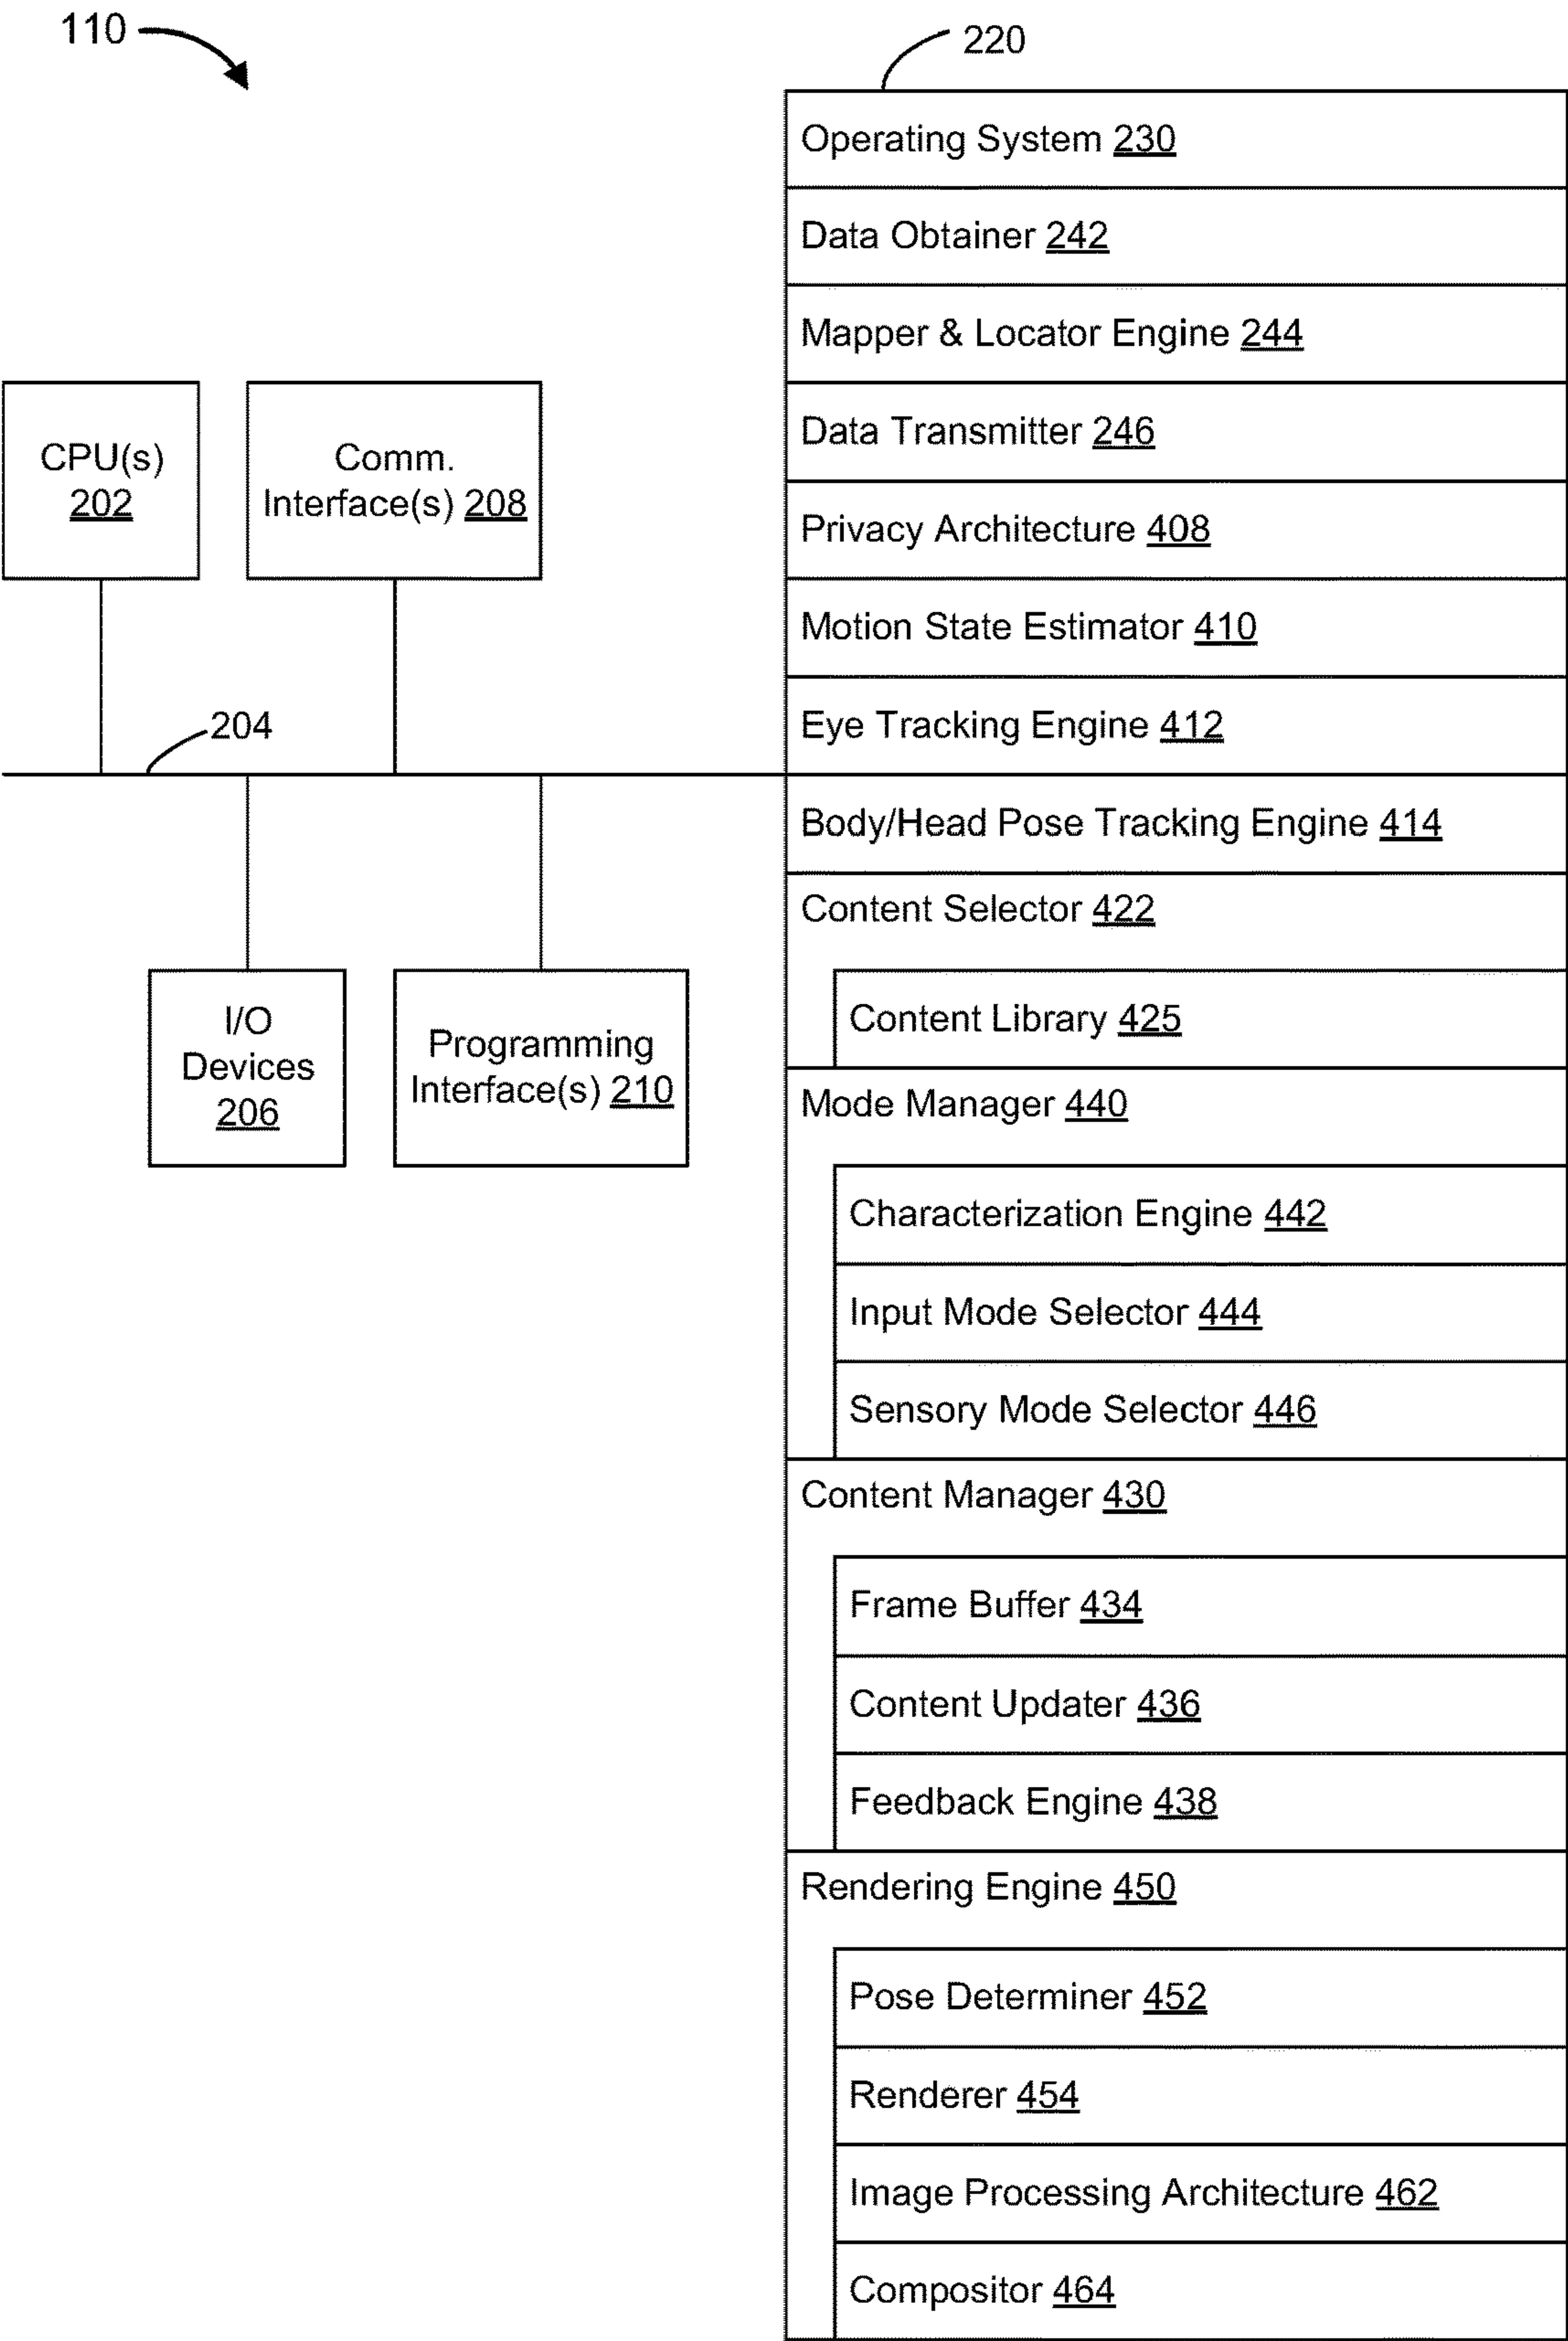 110
220
Operating System 230
Data Obtainer 242
Mapper & Locator Engine 244
Data Transmitter 246
Privacy Architecture 408
Motion State Estimator 410
Eye Tracking Engine 412
Body/Head Pose Tracking Engine 414
Content Selector 422
Content Library 425
Mode Manager 440
Characterization Engine 442
Input Mode Selector 444
Sensory Mode Selector 446
Content Manager 430
Frame Buffer 434
Content Updater 436
Feedback Engine 438
Rendering Engine 450
Pose Determiner 452
Renderer 454
Image Processing Architecture 462
Compositor 464
CPU(s)
202
Comm.
Interface(s) 208
204
I/O
Devices
206
Programming
Interface(s) 210